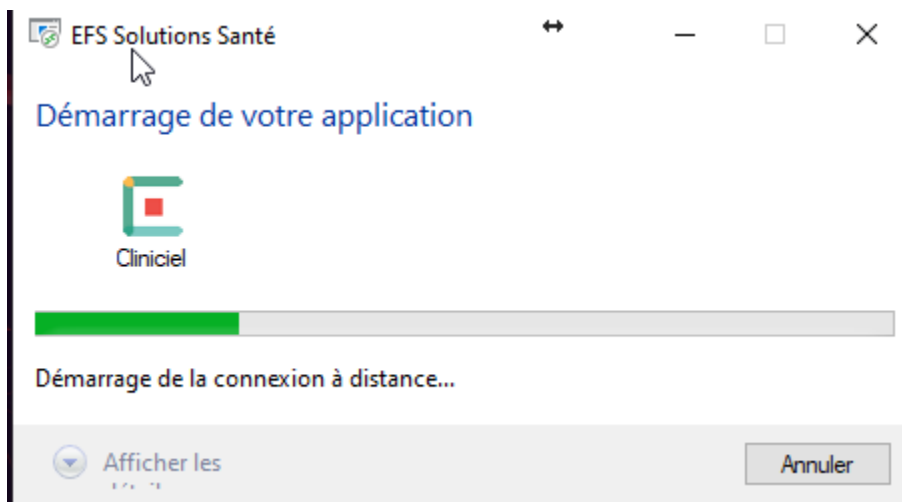 EFS Solutions Santé
Démarrage de votre application
Cliniciel
Démarrage de la connexion à distance...
Afficher les
Annuler